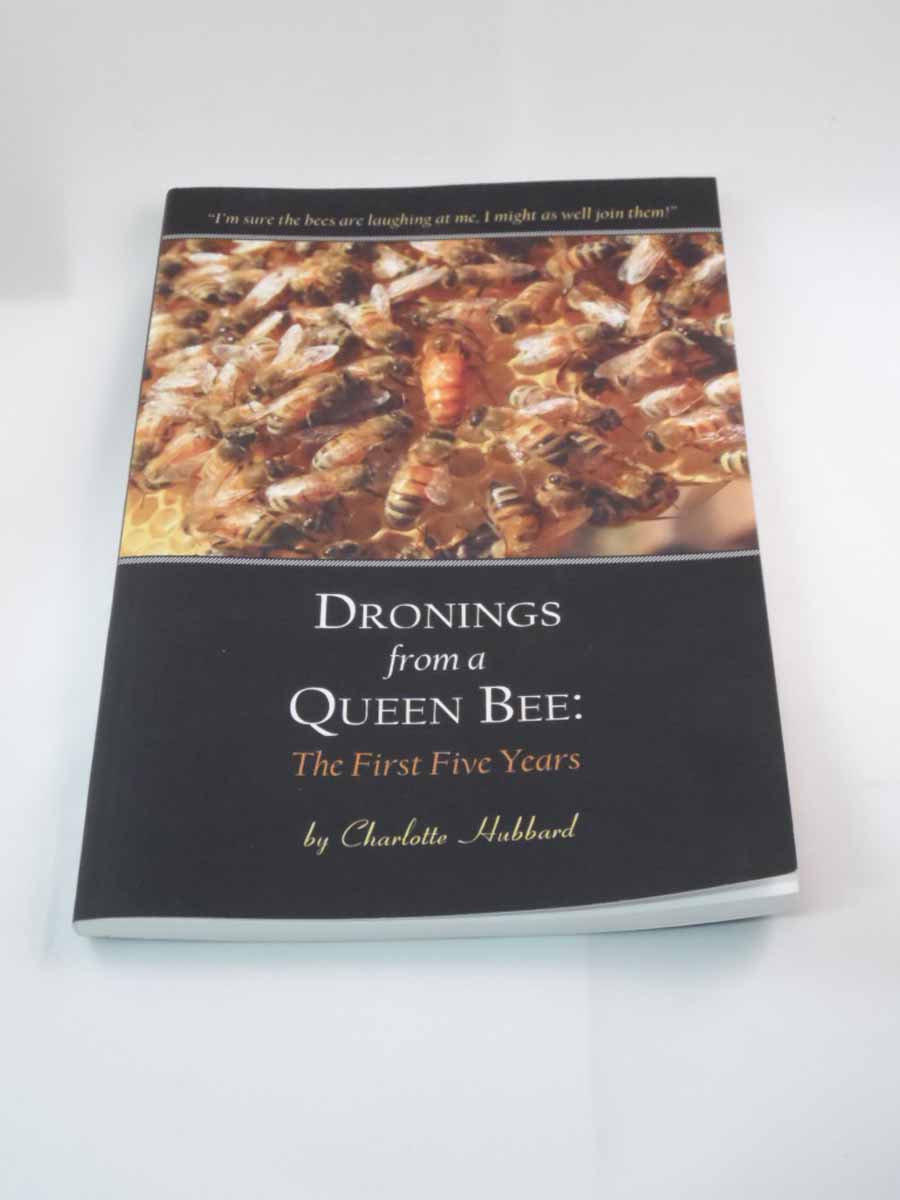 "I'm sure the bees are laughing at me. I might as well join them!"
DRONINGS
from a
QUEEN BEE:
The First Five Years
by Charlotte Hubbard